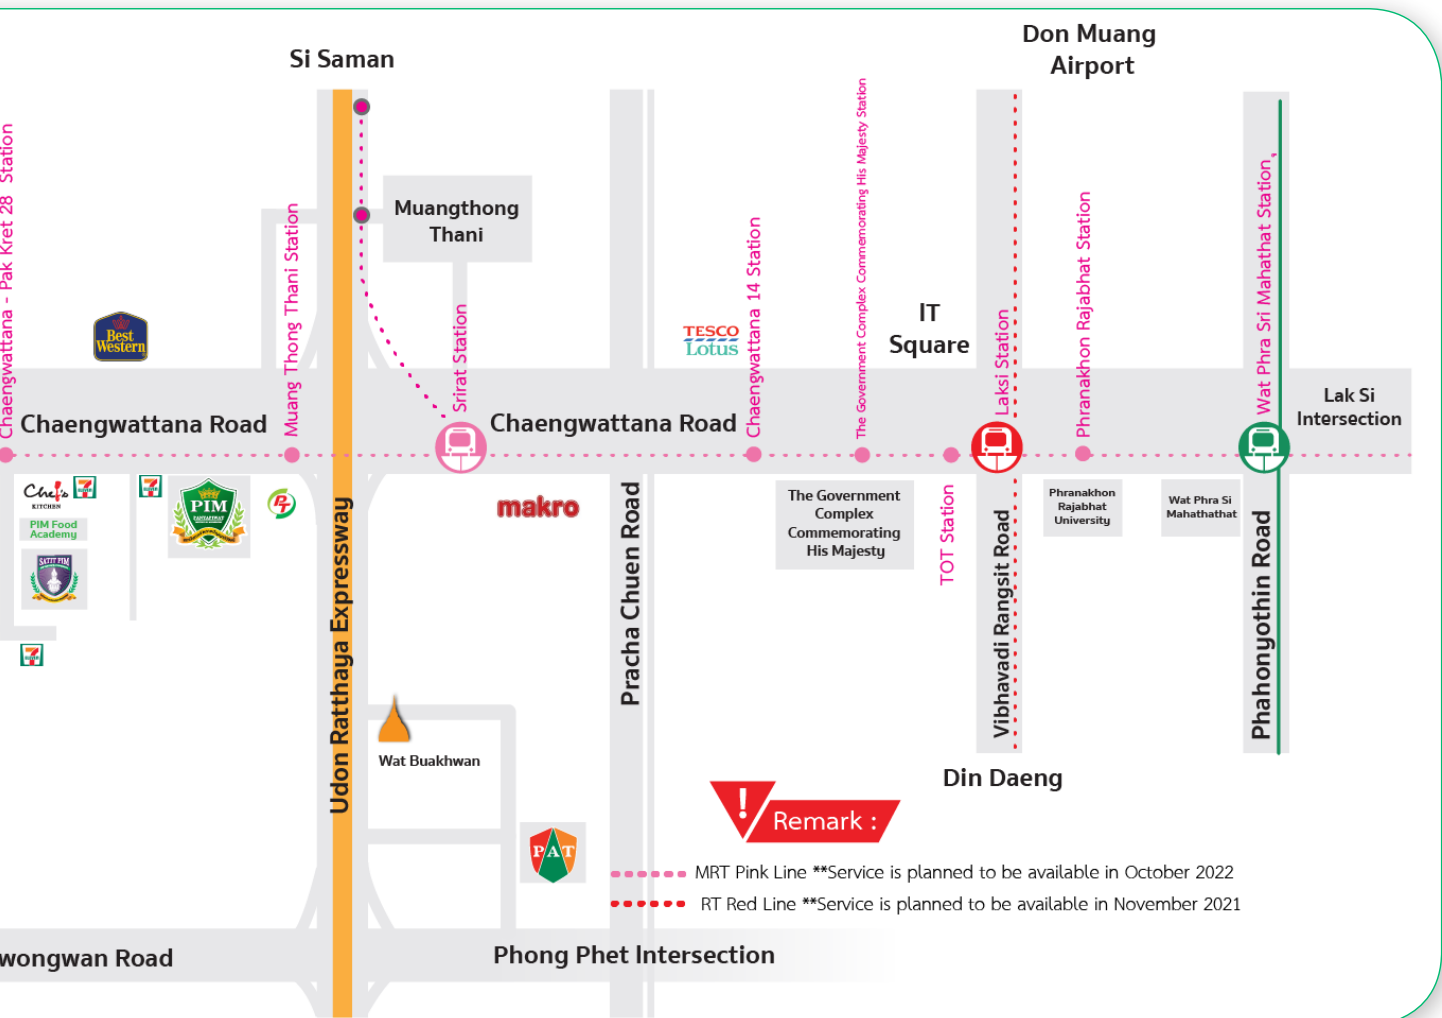 Si Saman
Don Muang
Airport
Chaengwattana - Pak Kret 28 Station
Muang Thong Thani Station
Muangthong
Thani
Srirat Station
Chaengwattana 14 Station
The Government Complex Commemorating His Majesty Station
IT
Square
Laksi Station
Phranakhon Rajabhat Station
Wat Phra Sri Mahathat Station
Best
Western
TESCO
Lotus
Lak Si
Intersection
Chaengwattana Road
Chaengwattana Road
Chef's
KITCHEN
PIM Food
Academy
SATIT PIM
PIM
PT
makro
The Government
Complex
Commemorating
His Majesty
TOT Station
Phranakhon
Rajabhat
University
Wat Phra Si
Mahathathat
Udon Ratthaya Expressway
Pracha Chuen Road
Vibhavadi Rangsit Road
Phahonyothin Road
Wat Buakhwan
Din Daeng
PAT
! Remark :
MRT Pink Line **Service is planned to be available in October 2022
RT Red Line **Service is planned to be available in November 2021
wongwan Road
Phong Phet Intersection